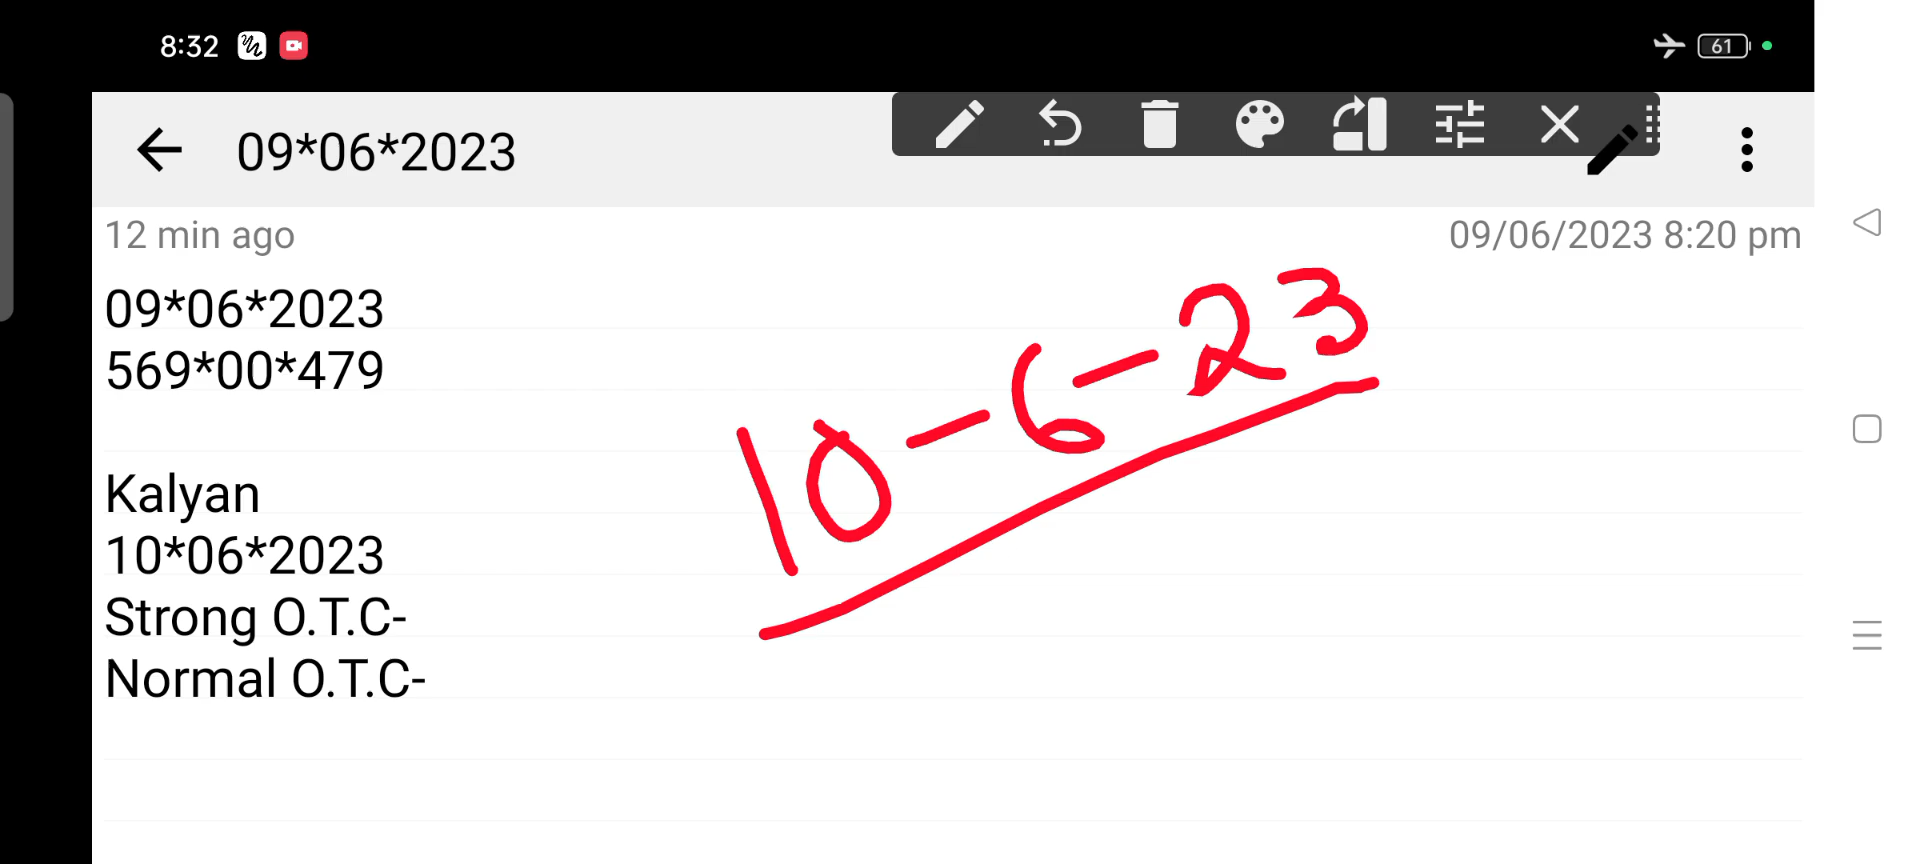 8:32
61
09*06*2023
12 min ago
09/06/2023 8:20 pm
09*06*2023
569*00*479
10-6-23
Kalyan
10*06*2023
Strong O.T.C-
Normal O.T.C-